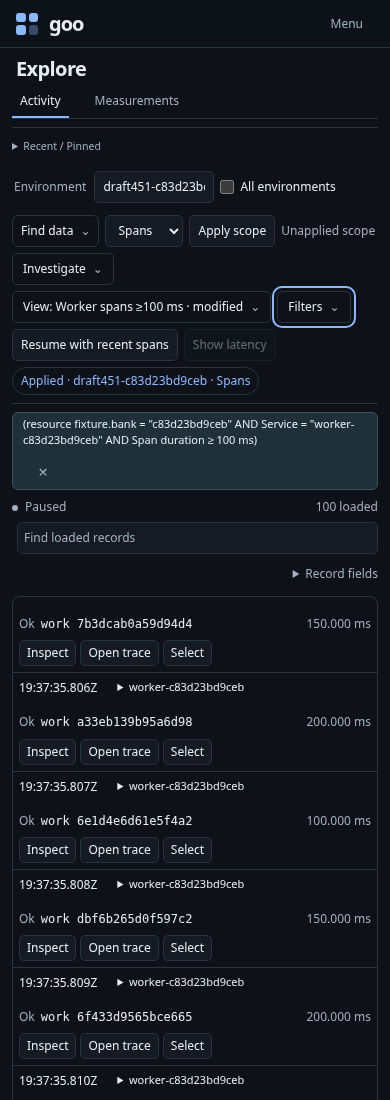 goo
Menu
Explore
Activity
Measurements
Recent / Pinned
Environment
draft451-c83d23b
All environments
Find data
Spans
Apply scope
Unapplied scope
Investigate
View: Worker spans ≥100 ms · modified
Filters
Resume with recent spans
Show latency
Applied · draft451-c83d23bd9ceb · Spans
(resource fixture.bank = "c83d23bd9ceb" AND Service = "worker-
c83d23bd9ceb" AND Span duration ≥ 100 ms)
×
Paused
100 loaded
Find loaded records
Record fields
Ok work 7b3dcab0a59d94d4 150.000 ms
Inspect Open trace Select
19:37:35.806Z worker-c83d23bd9ceb
Ok work a33eb139b95a6d98 200.000 ms
Inspect Open trace Select
19:37:35.807Z worker-c83d23bd9ceb
Ok work 6e1d4e6d61e5f4a2 100.000 ms
Inspect Open trace Select
19:37:35.808Z worker-c83d23bd9ceb
Ok work dbf6b265d0f597c2 150.000 ms
Inspect Open trace Select
19:37:35.809Z worker-c83d23bd9ceb
Ok work 6f433d9565bce665 200.000 ms
Inspect Open trace Select
19:37:35.810Z worker-c83d23bd9ceb